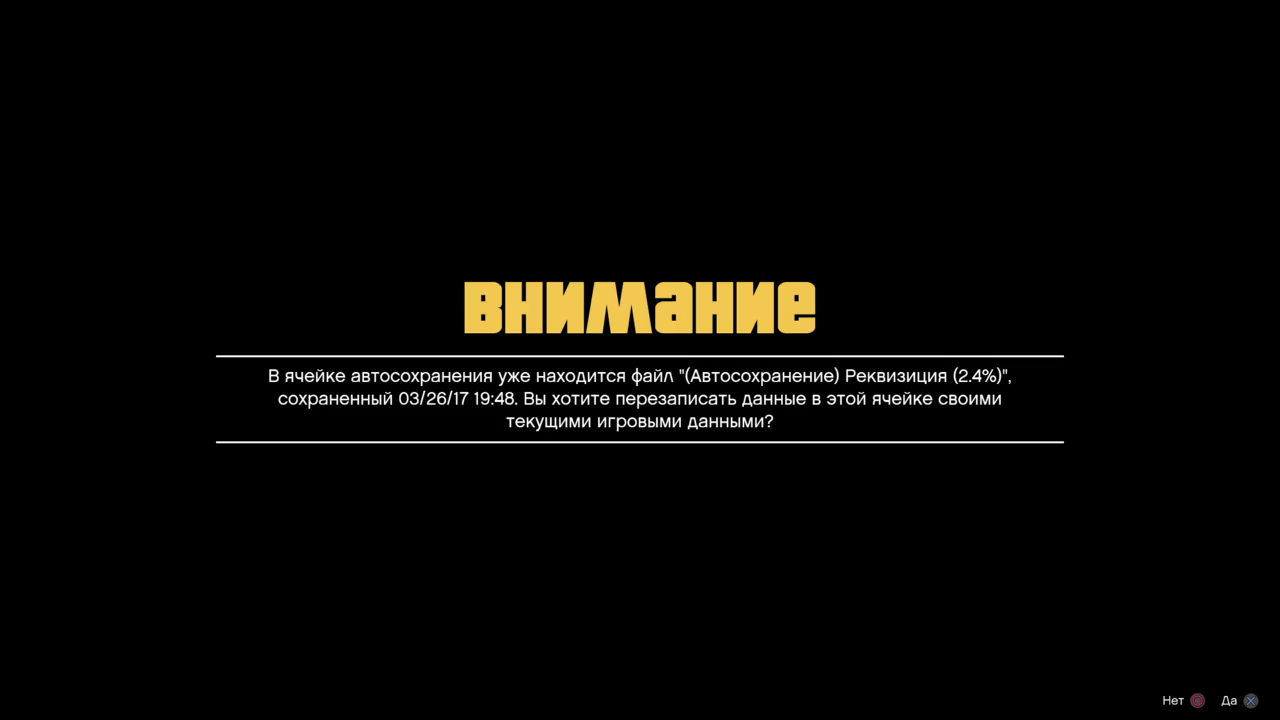 внимание
В ячейке автосохранения уже находится файл "(Автосохранение) Реквизиция (2.4%)",
сохраненный 03/26/17 19:48. Вы хотите перезаписать данные в этой ячейке своими
текущими игровыми данными?
Нет Да